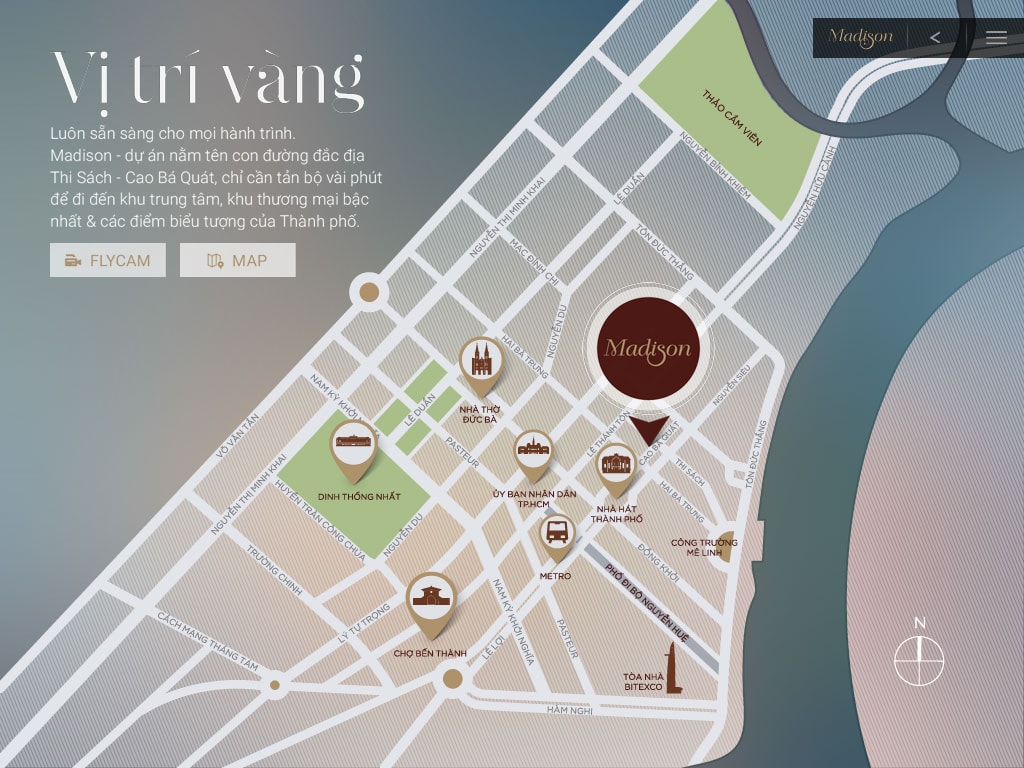 Madison
Vị trí vàng
Luôn sẵn sàng cho mọi hành trình.
Madison - dự án nằm tên con đường đắc địa
Thi Sách - Cao Bá Quát, chỉ cần tản bộ vài phút
để đi đến khu trung tâm, khu thương mại bậc
nhất & các điểm biểu tượng của Thành phố.
FLYCAM
MAP
THẢO CẦM VIÊN
NGUYỄN BỈNH KHIÊM
NGUYỄN HỮU CẢNH
LÊ DUẨN
NGUYỄN THỊ MINH KHAI
TÔN ĐỨC THẮNG
MẠC ĐĨNH CHI
NGUYỄN DU
HAI BÀ TRƯNG
Madison
NGUYỄN SIÊU
NAM KỲ KHỞI
LÊ DUẨN
NHÀ THỜ
ĐỨC BÀ
VÕ VĂN TẦN
PASTEUR
LÊ THÁNH TÔN
CAO BÁ QUÁT
TÔN ĐỨC THẮNG
THI SÁCH
HAI BÀ TRƯNG
NGUYỄN THỊ MINH KHAI
DINH THỐNG NHẤT
HUYỀN TRÂN CÔNG CHÚA
NGUYỄN DU
ỦY BAN NHÂN DÂN
TP.HCM
NHÀ HÁT
THÀNH PHỐ
CÔNG TRƯỜNG
MÊ LINH
METRO
ĐỒNG KHỞI
PHỐ ĐI BỘ NGUYỄN HUỆ
TRƯƠNG CHINH
LÝ TỰ TRỌNG
CÁCH MẠNG THÁNG TÁM
CHỢ BẾN THÀNH
LÊ LỢI
NAM KỲ KHỞI NGHĨA
PASTEUR
TÒA NHÀ
BITEXCO
HÀM NGHI
N